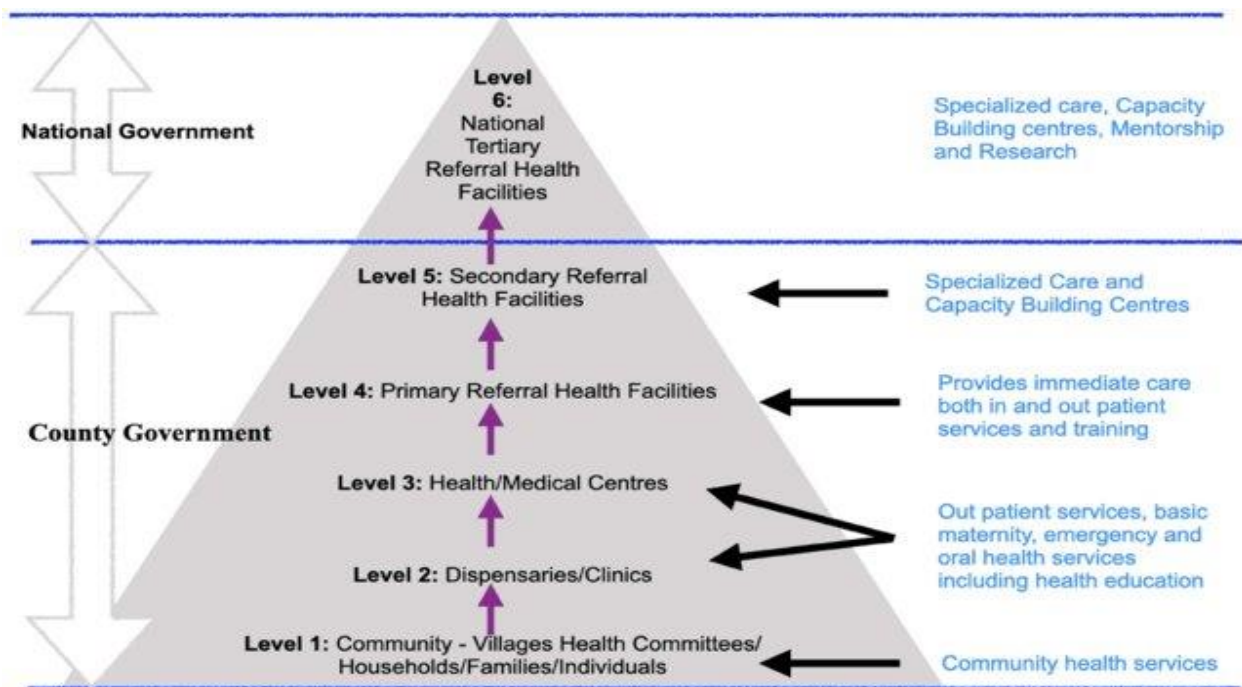 Level
6:
National
Tertiary
Referral Health
Facilities
National Government
Specialized care, Capacity
Building centres, Mentorship
and Research
Level 5: Secondary Referral
Health Facilities
Specialized Care and
Capacity Building Centres
Level 4: Primary Referral Health Facilities
Provides immediate care
both in and out patient
services and training
County Government
Level 3: Health/Medical Centres
Out patient services, basic
maternity, emergency and
oral health services
including health education
Level 2: Dispensaries/Clinics
Level 1: Community - Villages Health Committees/
Households/Families/Individuals
Community health services